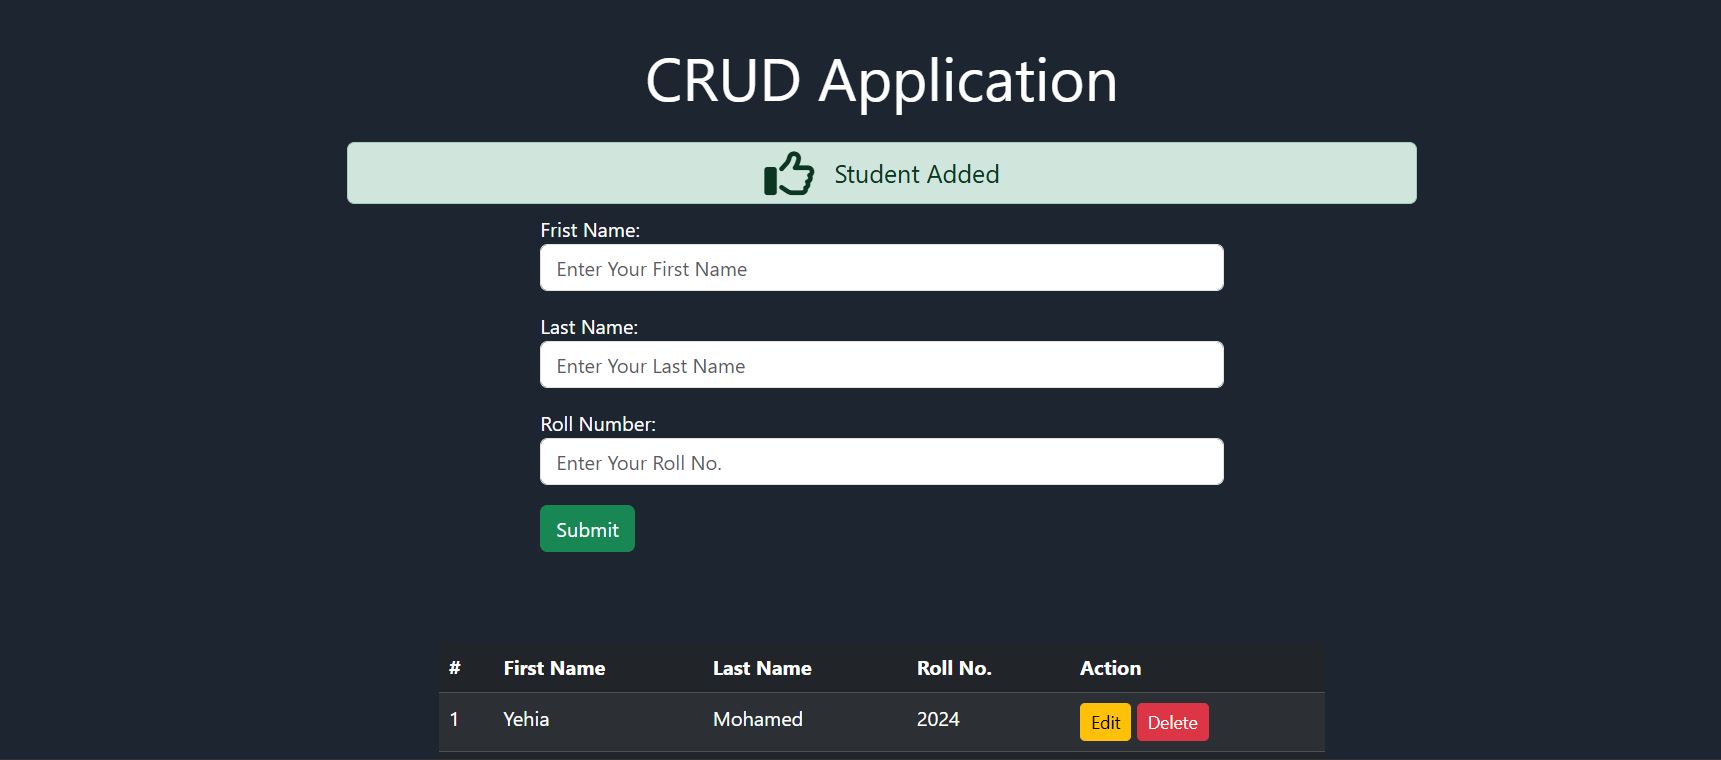 CRUD Application
Student Added
Frist Name:
Enter Your First Name
Last Name:
Enter Your Last Name
Roll Number:
Enter Your Roll No.
Submit
# First Name Last Name Roll No. Action
1 Yehia Mohamed 2024 Edit Delete